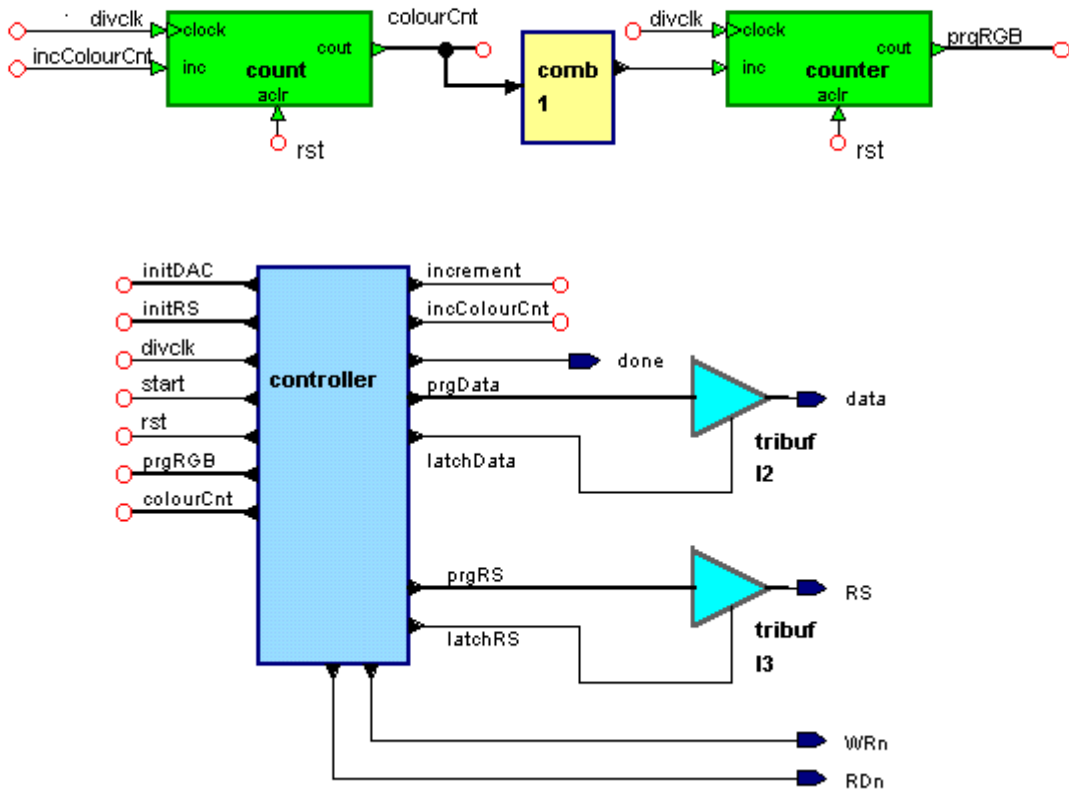 divclk
clock
incColourCnt
inc
count
cout
aclr
rst
colourCnt
comb
1
divclk
clock
inc
cout
counter
aclr
rst
prgRGB
initDAC
initRS
divclk
start
rst
prgRGB
colourCnt
controller
increment
incColourCnt
done
prgData
latchData
data
tribuf
I2
prgRS
latchRS
RS
tribuf
I3
WRn
RDn